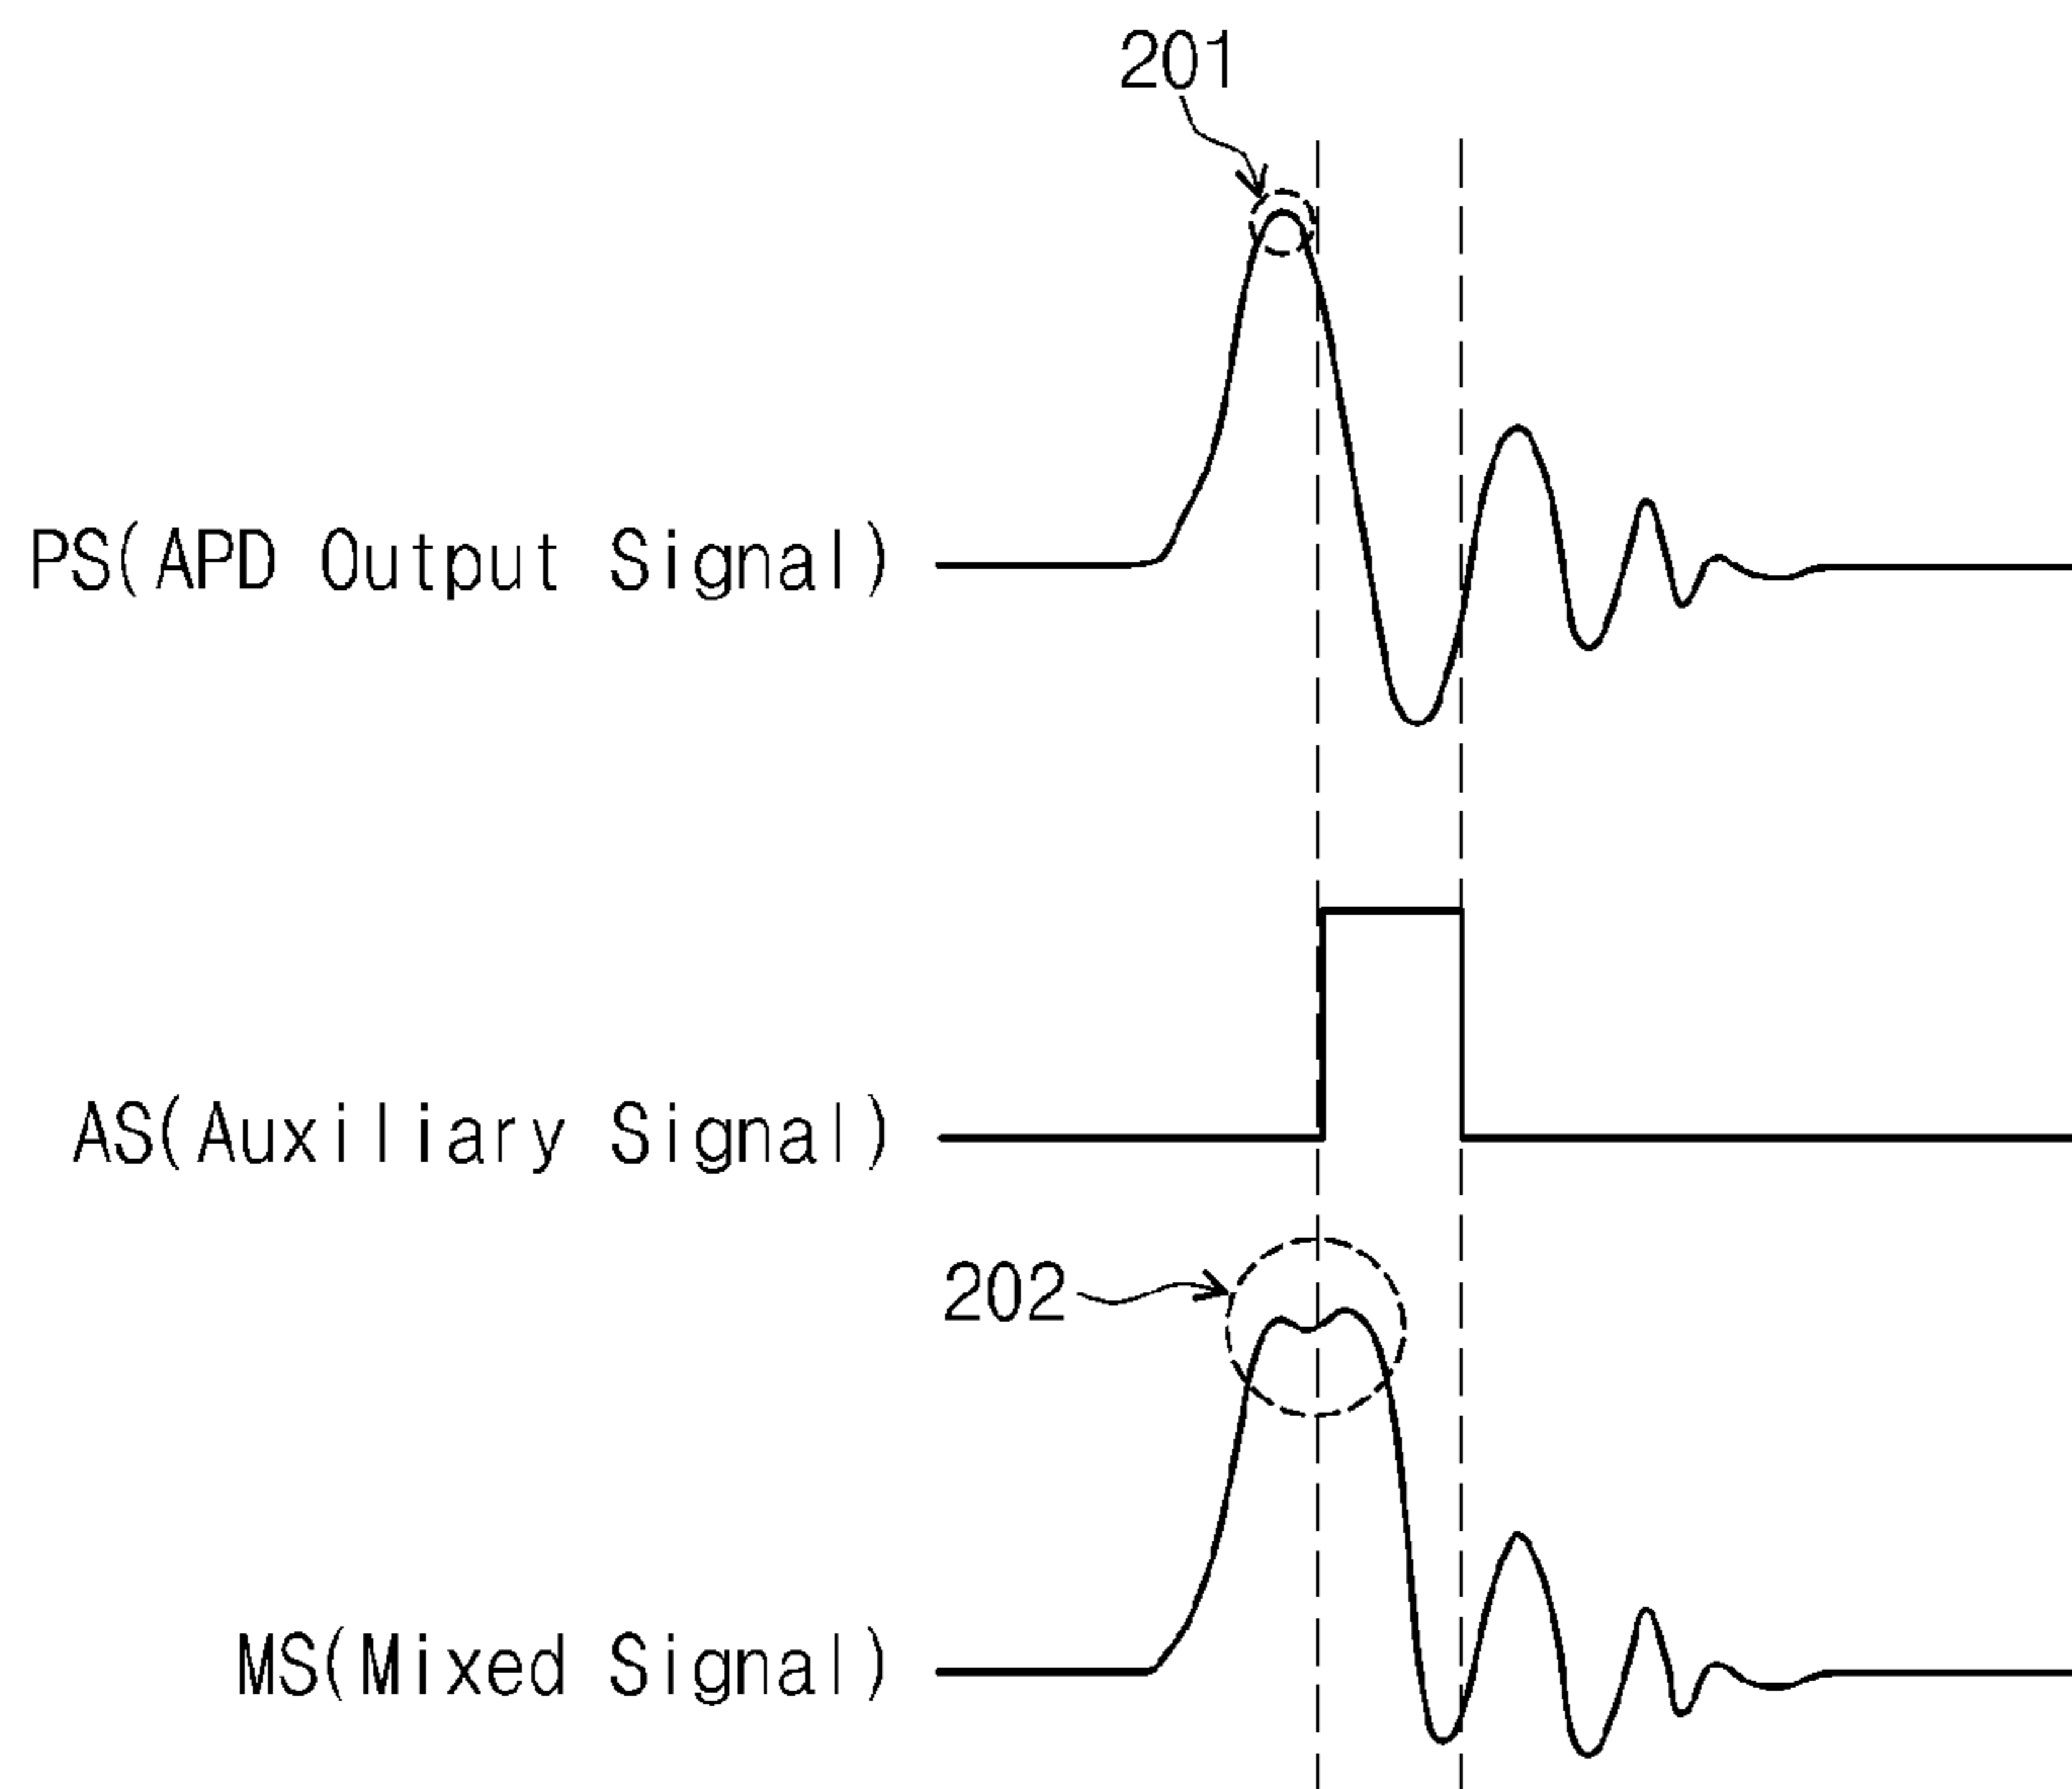 201
PS(APD Output Signal)
AS(Auxiliary Signal)
202
MS(Mixed Signal)